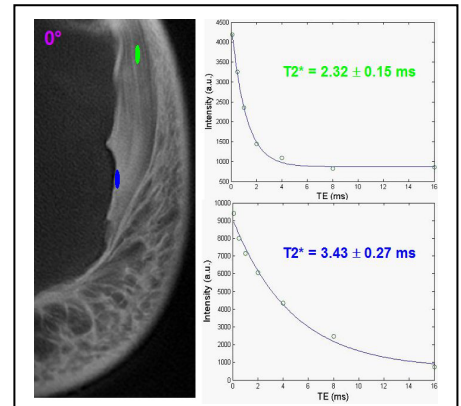 0°
4500
4000
3500
3000
2500
2000
1500
1000
500
Intensity (a.u.)
T2* = 2.32 ± 0.15 ms
0 2 4 6 8 10 12 14 16
TE (ms)
10000
9000
8000
7000
6000
5000
4000
3000
2000
1000
0
Intensity (a.u.)
T2* = 3.43 ± 0.27 ms
0 2 4 6 8 10 12 14 16
TE (ms)